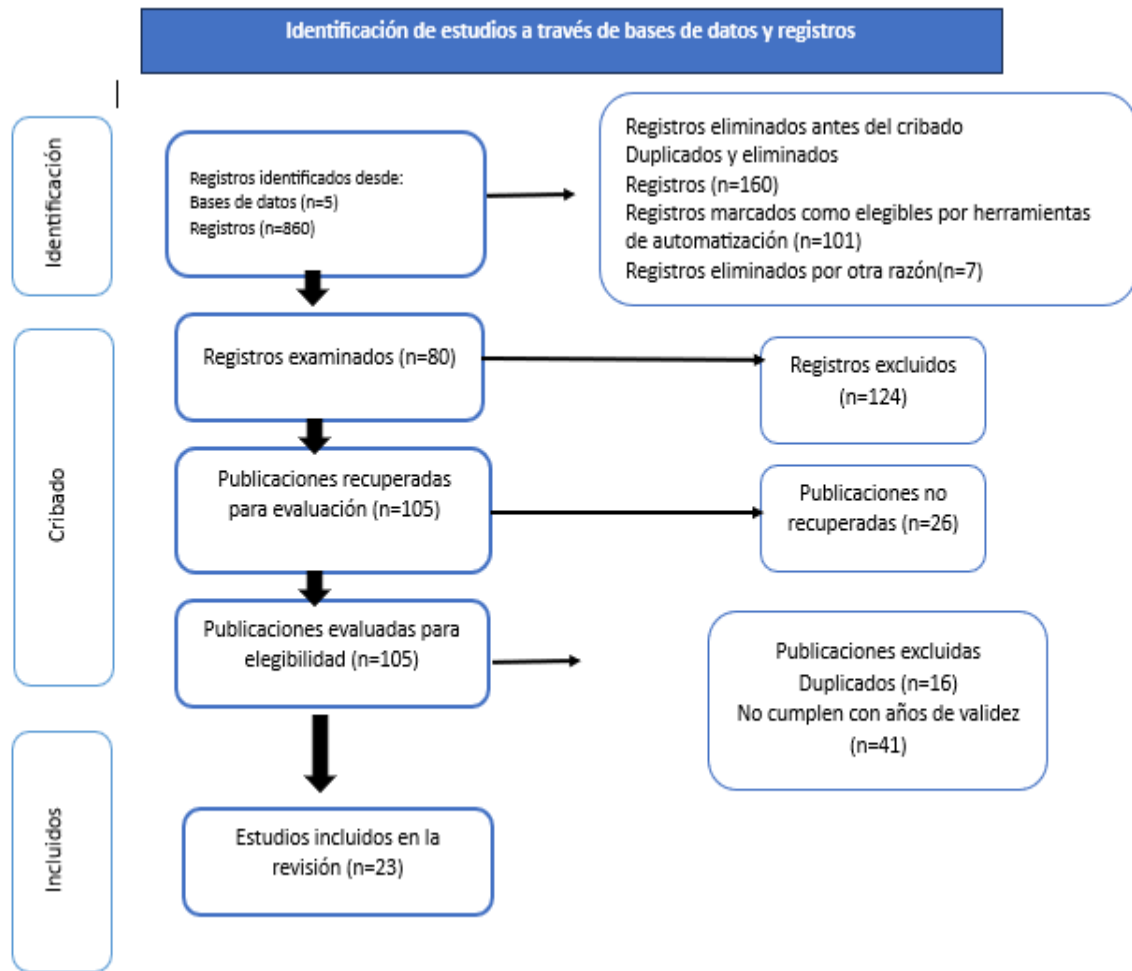 Identificación de estudios a través de bases de datos y registros
Identificación
Registros identificados desde:
Bases de datos (n=5)
Registros (n=860)
Registros eliminados antes del cribado
Duplicados y eliminados
Registros (n=160)
Registros marcados como elegibles por herramientas
de automatización (n=101)
Registros eliminados por otra razón(n=7)
Cribado
Registros examinados (n=80)
Registros excluidos
(n=124)
Publicaciones recuperadas
para evaluación (n=105)
Publicaciones no
recuperadas (n=26)
Publicaciones evaluadas para
elegibilidad (n=105)
Publicaciones excluidas
Duplicados (n=16)
No cumplen con años de validez
(n=41)
Incluidos
Estudios incluidos en la
revisión (n=23)